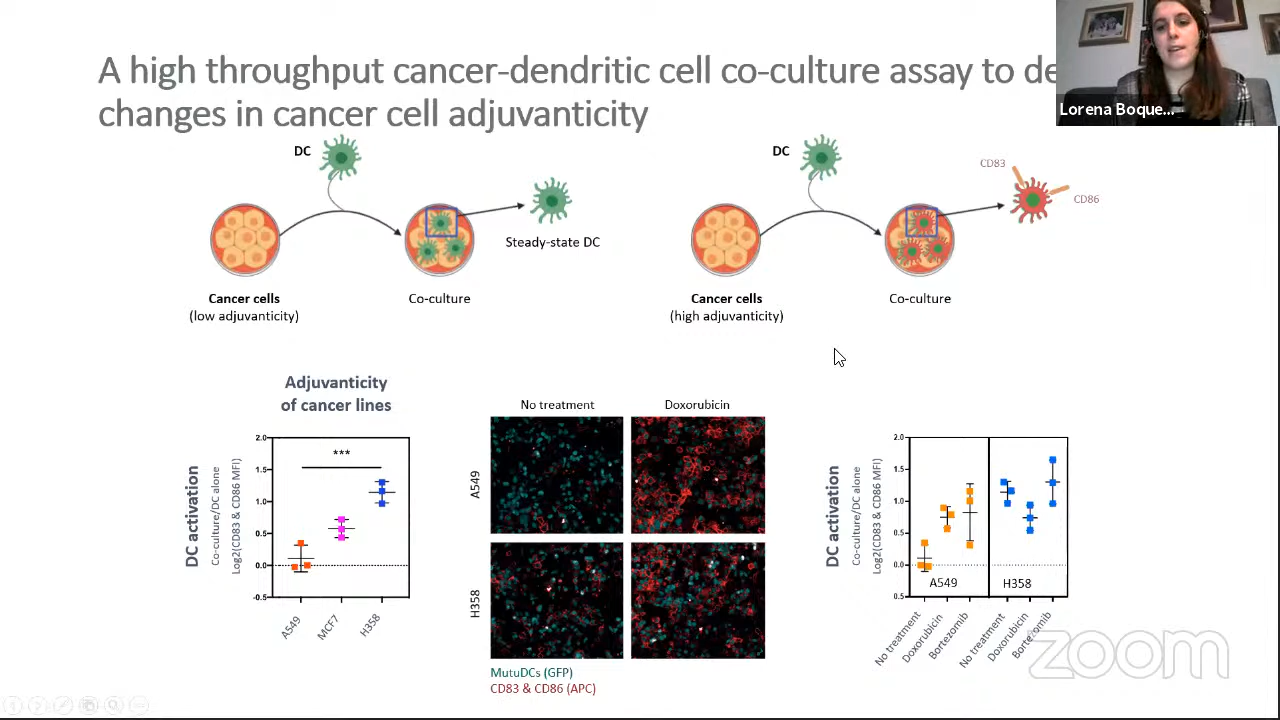 A high throughput cancer-dendritic cell co-culture assay to de
changes in cancer cell adjuvanticity
Lorena Boque...
DC
Steady-state DC
Cancer cells
(low adjuvanticity)
Co-culture
DC
CD83
CD86
Cancer cells
(high adjuvanticity)
Co-culture
Adjuvanticity
of cancer lines
DC activation
Co-culture/DC alone
Log2(CD83 & CD86 MFI)
2.0
1.5
1.0
0.5
0.0
-0.5
***
A549
MCF7
H358
No treatment
Doxorubicin
A549
H358
MutuDCs (GFP)
CD83 & CD86 (APC)
DC activation
Co-culture/DC alone
Log2(CD83 & CD86 MFI)
2.0
1.5
1.0
0.5
0.0
0.5
A549
H358
No treatment
Doxorubicin
Bortezomib
No treatment
Doxorubicin
Bortezomib
zoom